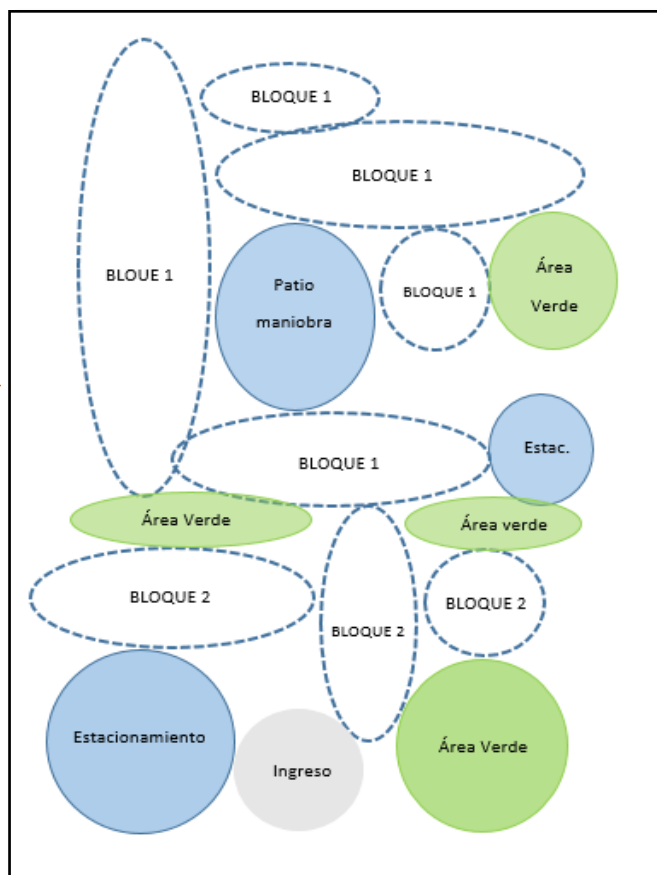 BLOQUE 1
BLOQUE 1
BLOUE 1
Patio
maniobra
BLOQUE 1
Área
Verde
BLOQUE 1
Estac.
Área Verde
Área verde
BLOQUE 2
BLOQUE 2
BLOQUE 2
Estacionamiento
Ingreso
Área Verde